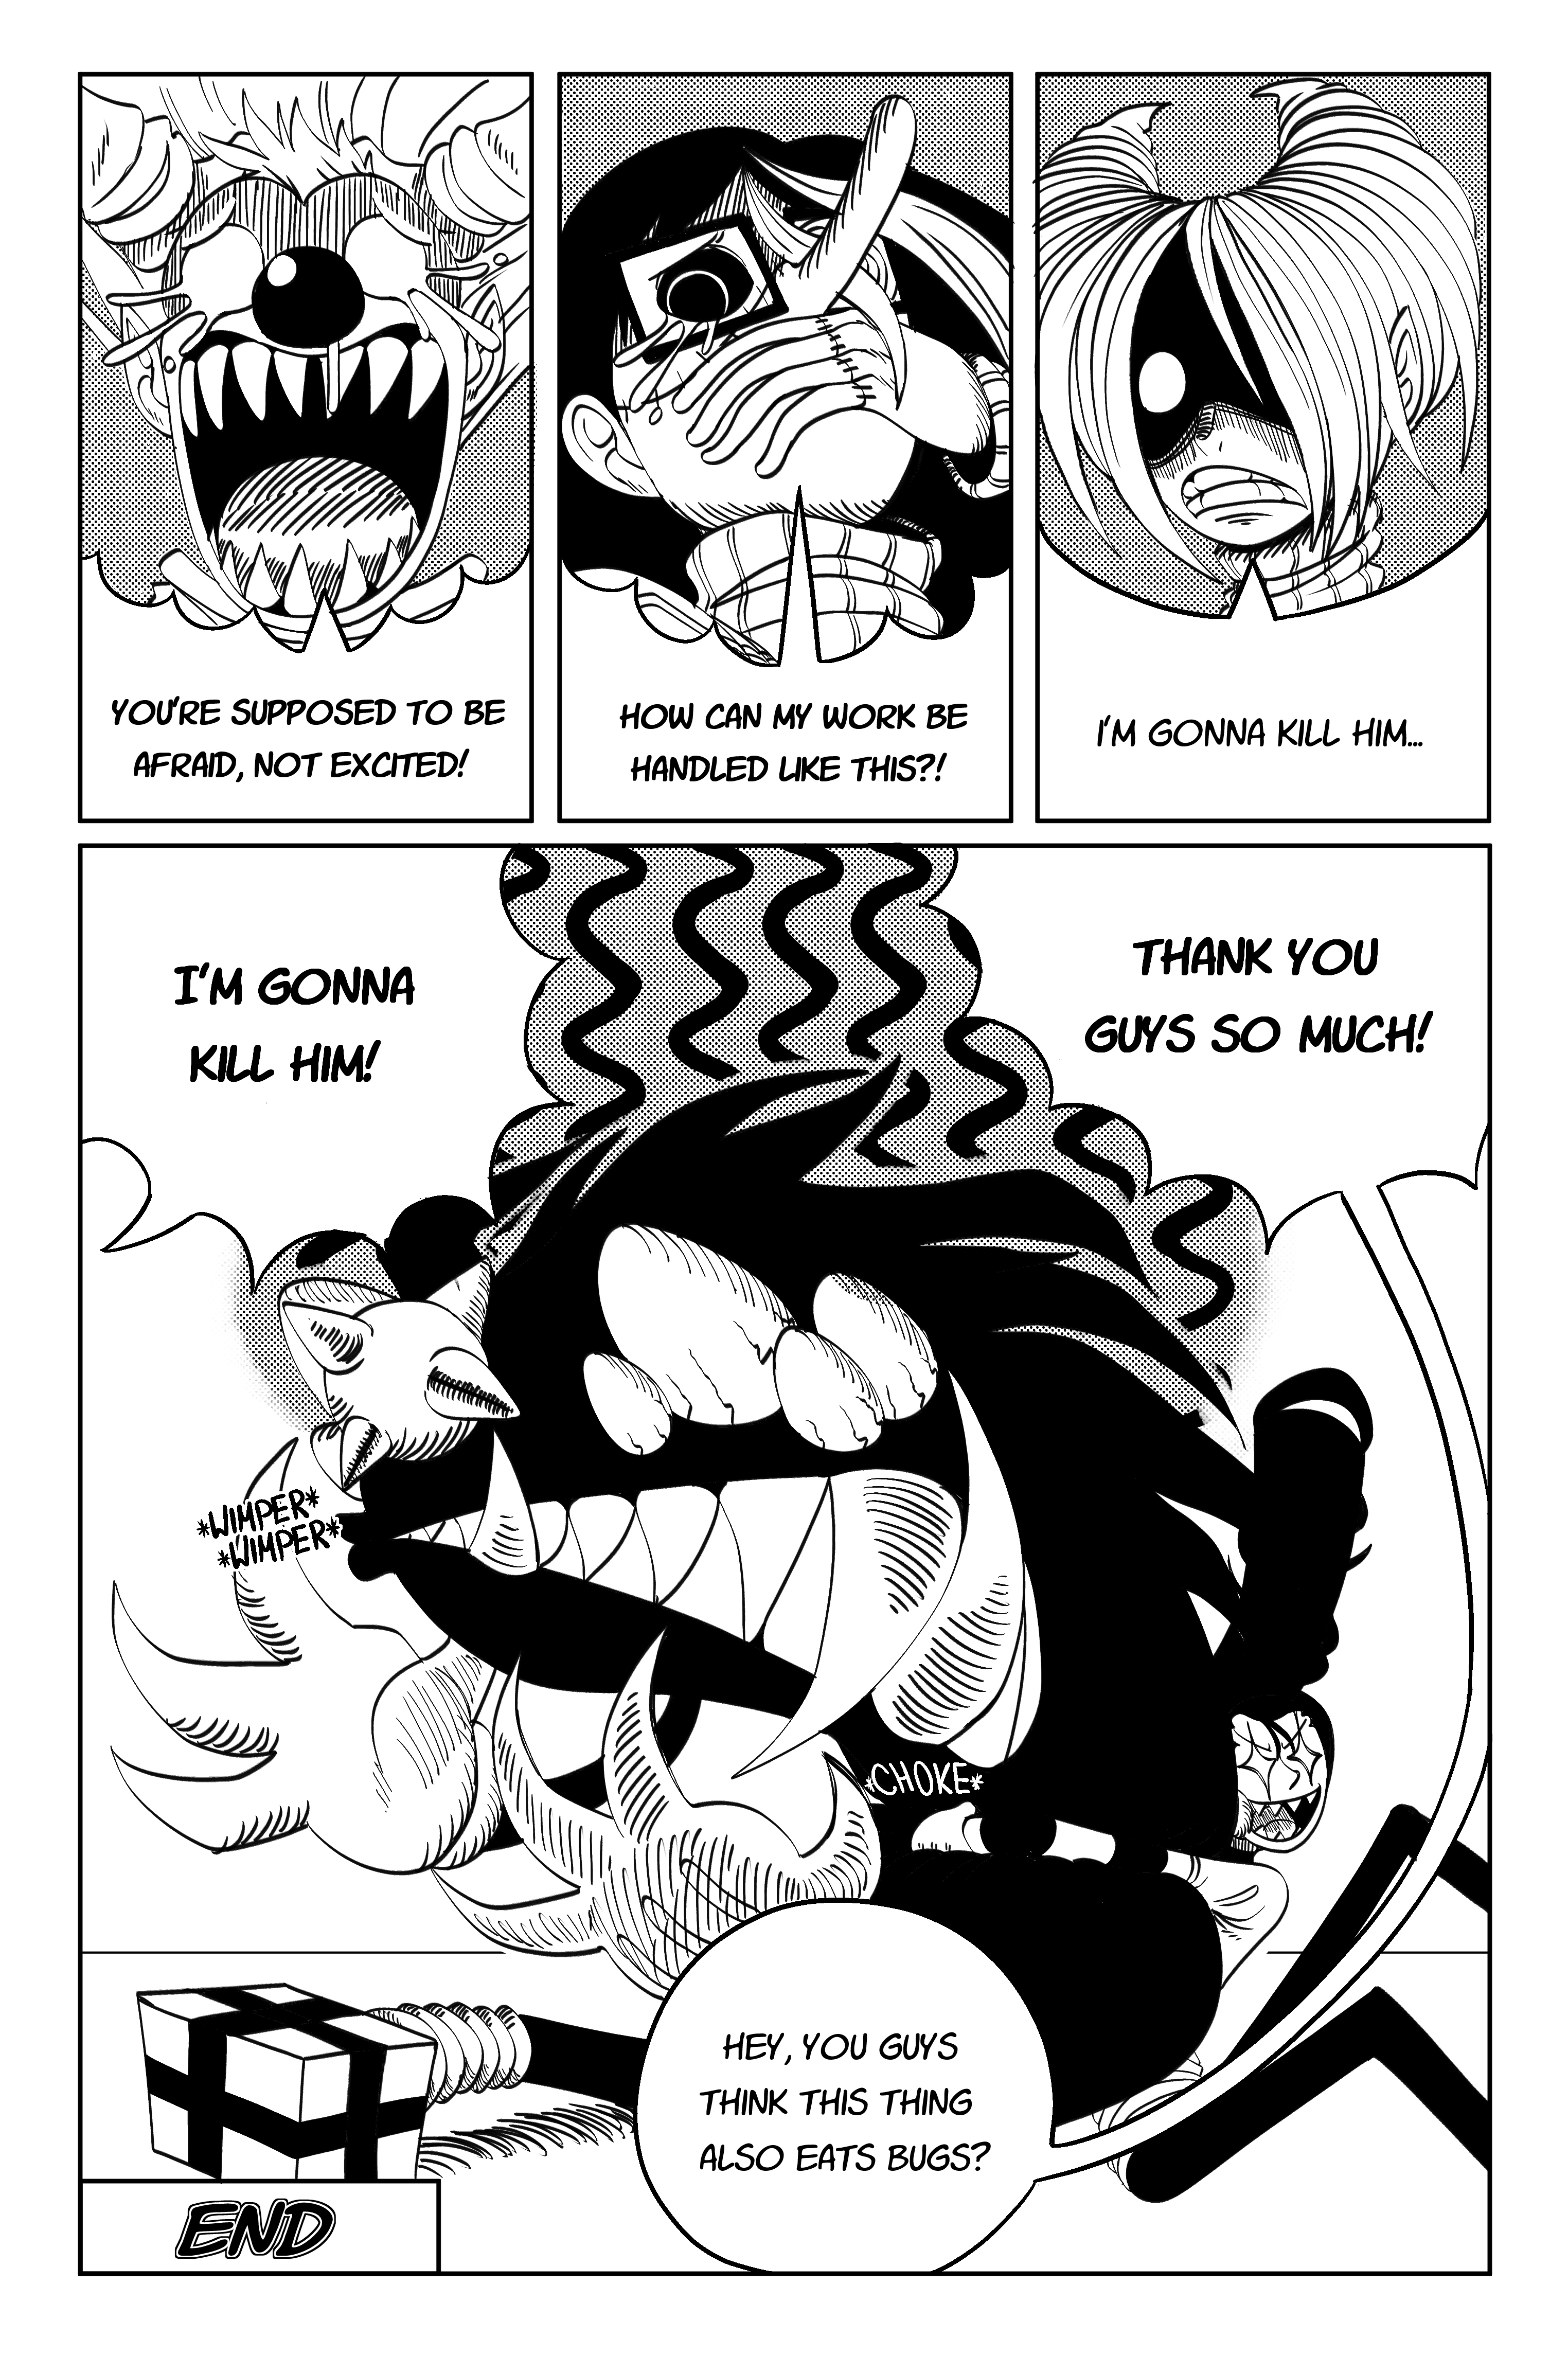 YOU'RE SUPPOSED TO BE
AFRAID, NOT EXCITED!
HOW CAN MY WORK BE
HANDLED LIKE THIS?!
I'M GONNA KILL HIM...
I'M GONNA
KILL HIM!
THANK YOU
GUYS SO MUCH!
*WIMPER*
*WIMPER*
*CHOKE*
HEY, YOU GUYS
THINK THIS THING
ALSO EATS BUGS?
END